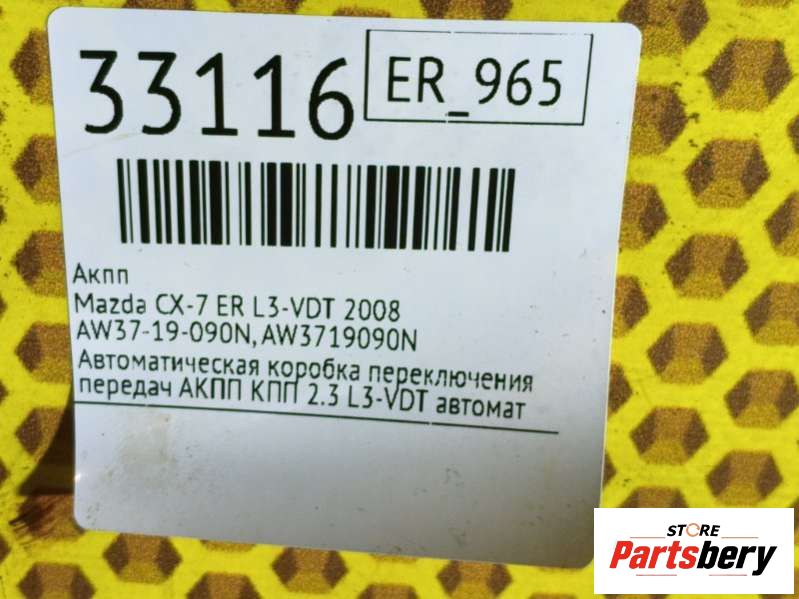 33116
ER_965
Акпп
Mazda CX-7 ER L3-VDT 2008
AW37-19-090N, AW3719090N
Автоматическая коробка переключения
передач АКПП КПП 2.3 L3-VDT автомат
STORE
Partsbery